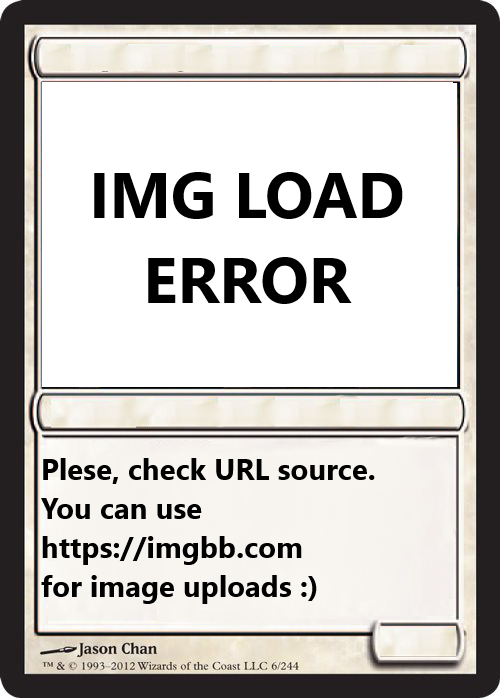 IMG LOAD
ERROR
Plese, check URL source.
You can use
https://imgbb.com
for image uploads :)
Jason Chan
™ & © 1993–2012 Wizards of the Coast LLC 6/244